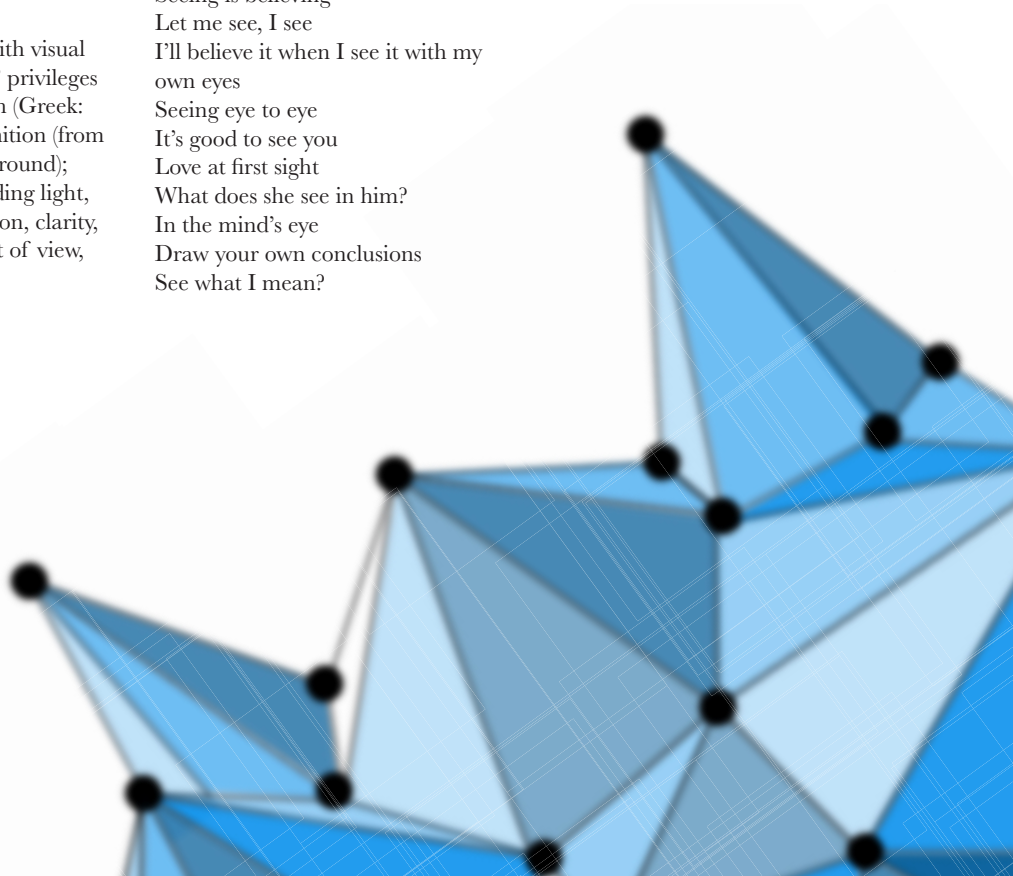 ith visual
privileges
n (Greek:
nition (from
round);
ding light,
on, clarity,
t of view,
Seeing is believing
Let me see, I see
I’ll believe it when I see it with my
own eyes
Seeing eye to eye
It’s good to see you
Love at first sight
What does she see in him?
In the mind’s eye
Draw your own conclusions
See what I mean?